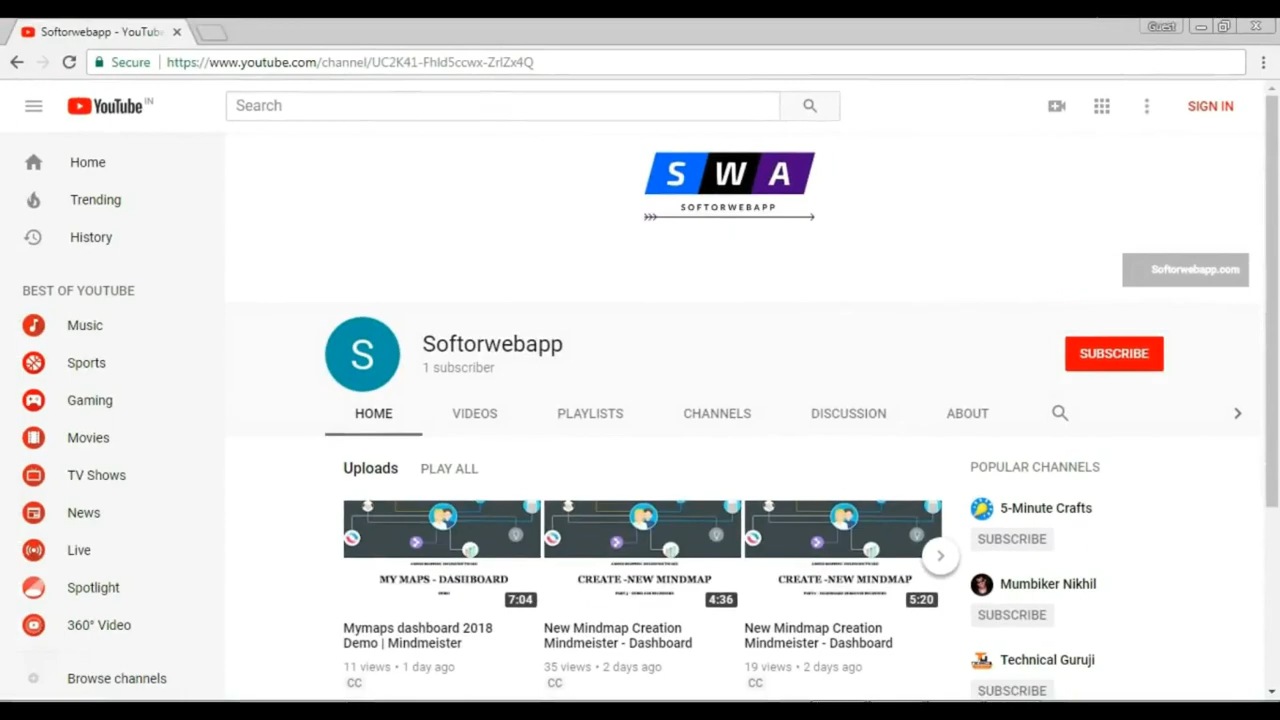 Softorwebapp - YouTube
Guest
Secure
https://www.youtube.com/channel/UC2K41-Fhld5ccwx-ZrlZx4Q
YouTube IN
Search
SIGN IN
Home
Trending
History
BEST OF YOUTUBE
Music
Sports
Gaming
Movies
TV Shows
News
Live
Spotlight
360° Video
Browse channels
S W A
SOFTORWEBAPP
Softorwebapp.com
S
Softorwebapp
1 subscriber
SUBSCRIBE
HOME VIDEOS PLAYLISTS CHANNELS DISCUSSION ABOUT
Uploads PLAY ALL
MY MAPS - DASHBOARD
7:04
Mymaps dashboard 2018
Demo | Mindmeister
11 views • 1 day ago
CC
CREATE -NEW MINDMAP
4:36
New Mindmap Creation
Mindmeister - Dashboard
35 views • 2 days ago
CC
CREATE -NEW MINDMAP
5:20
New Mindmap Creation
Mindmeister - Dashboard
19 views • 2 days ago
CC
POPULAR CHANNELS
5-Minute Crafts
SUBSCRIBE
Mumbiker Nikhil
SUBSCRIBE
Technical Guruji
SUBSCRIBE